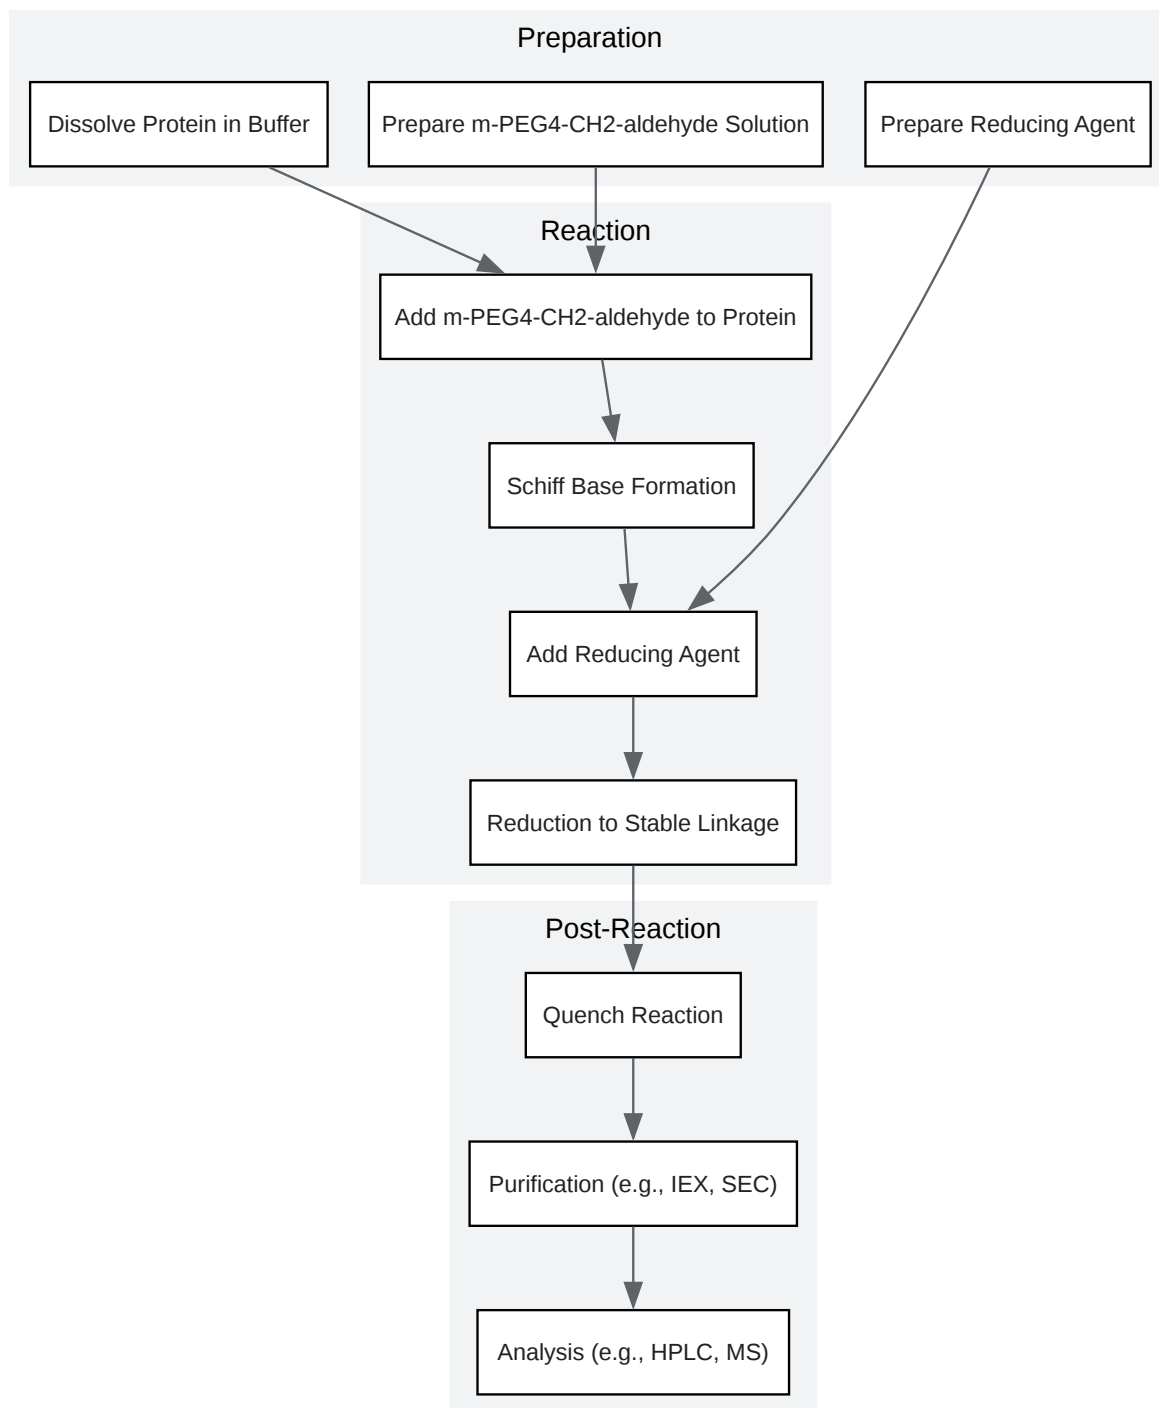 Preparation
Dissolve Protein in Buffer
Prepare m-PEG4-CH2-aldehyde Solution
Prepare Reducing Agent
Reaction
Add m-PEG4-CH2-aldehyde to Protein
Schiff Base Formation
Add Reducing Agent
Reduction to Stable Linkage
Post-Reaction
Quench Reaction
Purification (e.g., IEX, SEC)
Analysis (e.g., HPLC, MS)